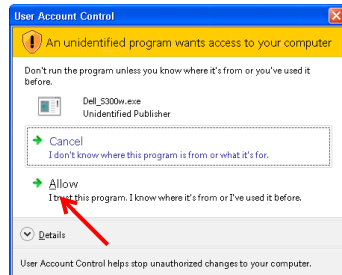 User Account Control
An unidentified program wants access to your computer
Don't run the program unless you know where it's from or you've used it
before.
Dell_S300w.exe
Unidentified Publisher
Cancel
I don't know where this program is from or what it's for.
Allow
I trust this program. I know where it's from or I've used it before.
Details
User Account Control helps stop unauthorized changes to your computer.